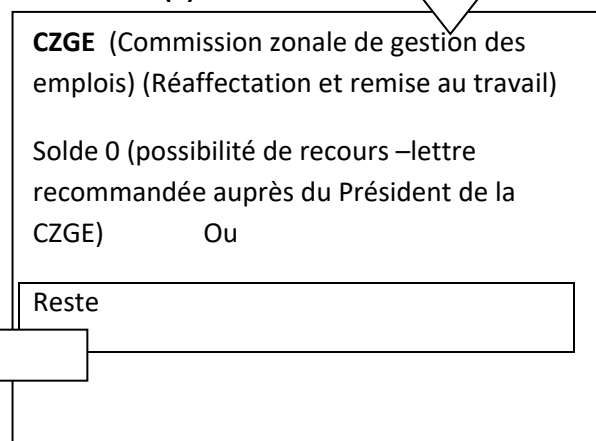 CZGE (Commission zonale de gestion des
emplois) (Réaffectation et remise au travail)
Solde 0 (possibilité de recours –lettre
recommandée auprès du Président de la
CZGE) Ou
Reste